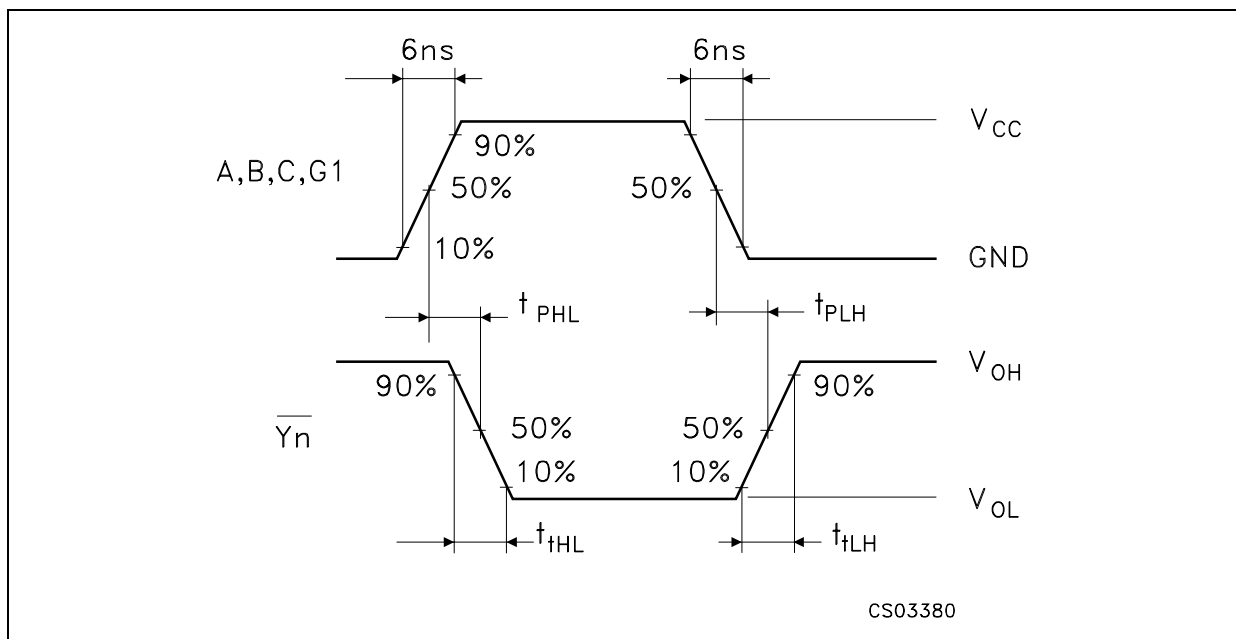 6ns 6ns
V_CC
90%
A,B,C,G1
50% 50%
10%
GND
t_PHL t_PLH
V_OH
90% 90%
Yn
50% 50%
10% 10%
V_OL
t_tHL t_tLH
CS03380